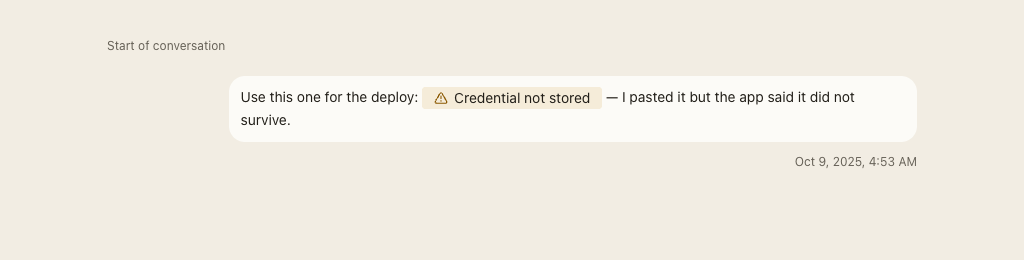 Start of conversation
Use this one for the deploy: Credential not stored — I pasted it but the app said it did not
survive.
Oct 9, 2025, 4:53 AM